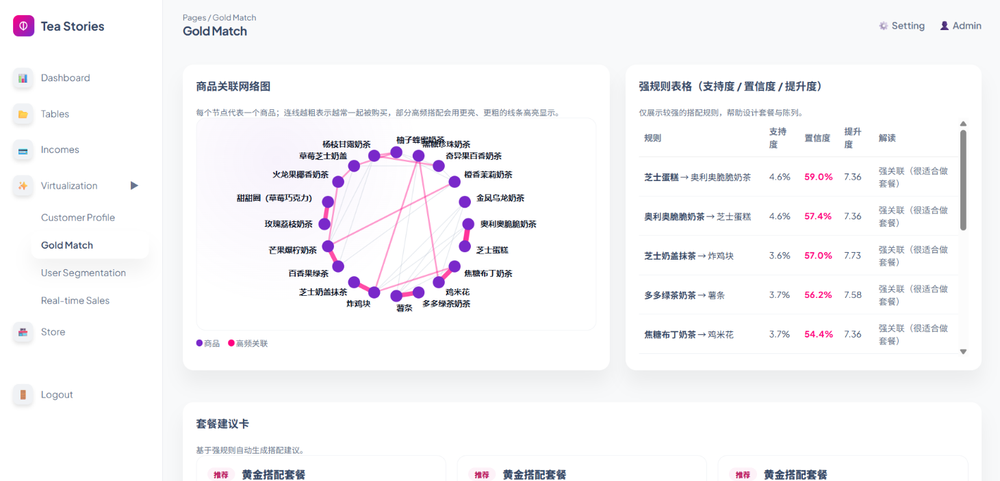 Tea Stories
Dashboard
Tables
Incomes
Virtualization
Customer Profile
Gold Match
User Segmentation
Real-time Sales
Store
Logout
Pages / Gold Match
Gold Match
Setting
Admin
商品关联网络图
每个节点代表一个商品；连线越粗表示越常一起被购买，部分高频搭配会用更亮、更粗的线条高亮显示。
柚子蜂蜜奶茶
黑糖珍珠奶茶
杨枝甘露奶茶
草莓芝士奶盖
奇异果百香奶茶
火龙果椰香奶茶
橙香茉莉奶茶
甜甜圈（草莓巧克力）
金凤乌龙奶茶
玫瑰荔枝奶茶
奥利奥脆脆奶茶
芒果爆柠奶茶
芝士蛋糕
百香果绿茶
焦糖布丁奶茶
芝士奶盖抹茶
鸡米花
炸鸡块
薯条
多多绿茶奶茶
商品
高频关联
强规则表格（支持度 / 置信度 / 提升度）
仅展示较强的搭配规则，帮助设计套餐与陈列。
规则
支持
度
置信度
提升
度
解读
芝士蛋糕 → 奥利奥脆脆奶茶 4.6% 59.0% 7.36 强关联（很适合做
套餐）
奥利奥脆脆奶茶 → 芝士蛋糕 4.6% 57.4% 7.36 强关联（很适合做
套餐）
芝士奶盖抹茶 → 炸鸡块 3.6% 57.0% 7.73 强关联（很适合做
套餐）
多多绿茶奶茶 → 薯条 3.7% 56.2% 7.58 强关联（很适合做
套餐）
焦糖布丁奶茶 → 鸡米花 3.7% 54.4% 7.36 强关联（很适合做
套餐）
套餐建议卡
基于强规则自动生成搭配建议。
推荐 黄金搭配套餐
推荐 黄金搭配套餐
推荐 黄金搭配套餐